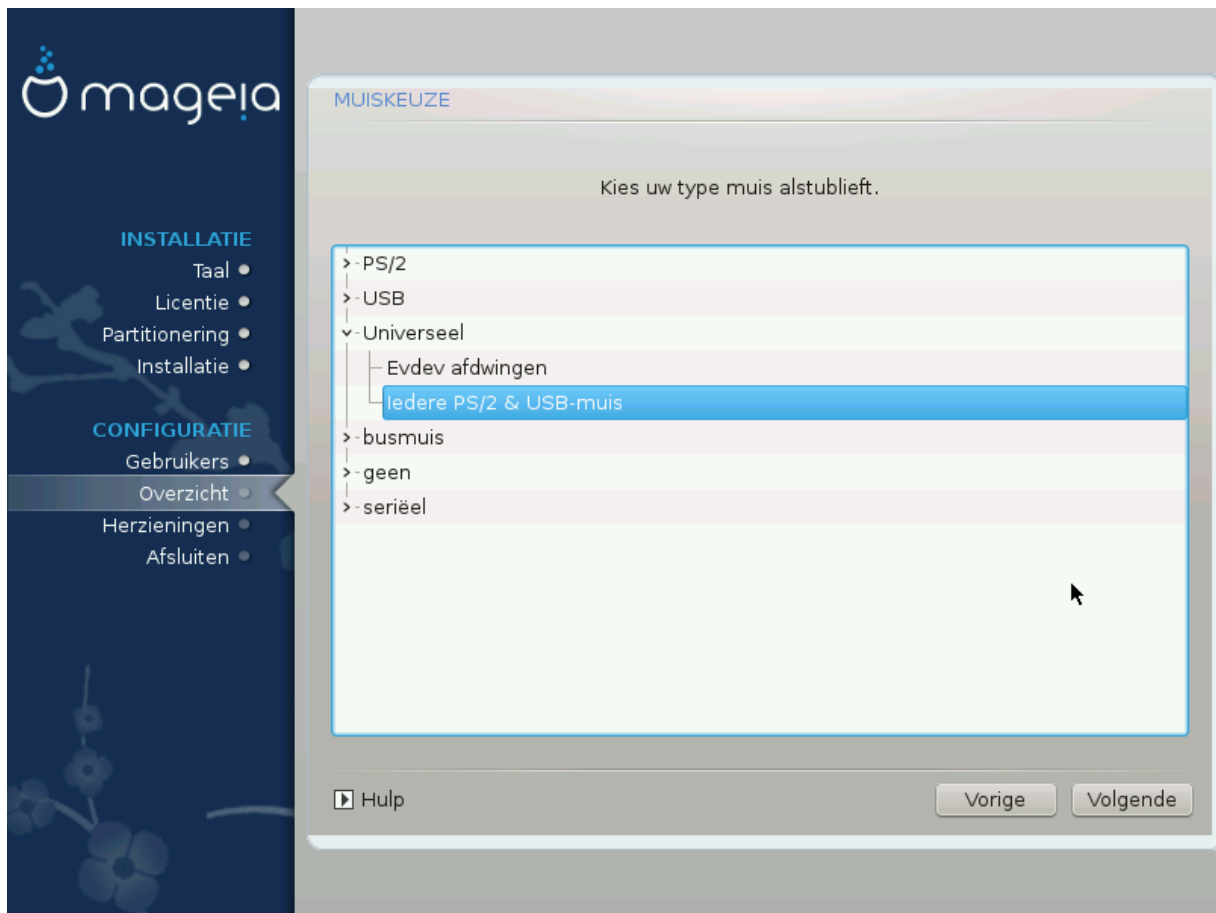 mageia
INSTALLATIE
Taal
Licentie
Partitionering
Installatie
CONFIGURATIE
Gebruikers
Overzicht
Herzieningen
Afsluiten
MUISKEUZE
Kies uw type muis alstublieft.
PS/2
USB
Universeel
Evdev afdwingen
Iedere PS/2 & USB-muis
busmuis
geen
seriëel
Hulp
Vorige
Volgende